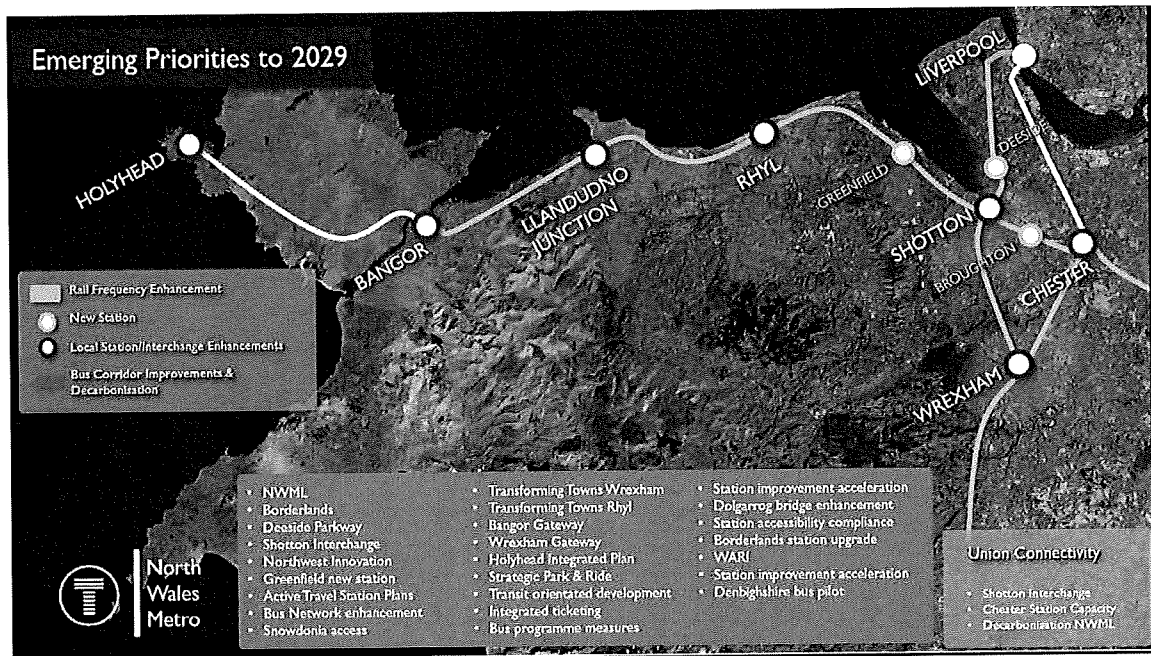 Emerging Priorities to 2029
LIVERPOOL
DEESIDE
HOLYHEAD
LLANDUDNO
JUNCTION
RHYL
GREENFIELD
SHOTTON
BANGOR
BROUGHTON
CHESTER
WREXHAM
Rail Frequency Enhancement
New Station
Local Station/Interchange Enhancements
Bus Corridor Improvements &
Decarbonisation
• NWML
• Borderlands
• Deeside Parkway
• Shotton Interchange
• Northwest Innovation
• Greenfield new station
• Active Travel Station Plans
• Bus Network enhancement
• Snowdonia access
• Transforming Towns Wrexham
• Transforming Towns Rhyl
• Bangor Gateway
• Wrexham Gateway
• Holyhead Integrated Plan
• Strategic Park & Ride
• Transit orientated development
• Integrated ticketing
• Bus programme measures
• Station improvement acceleration
• Dolgarrog bridge enhancement
• Station accessibility compliance
• Borderlands station upgrade
• WARI
• Station improvement acceleration
• Denbighshire bus pilot
Union Connectivity
• Shotton Interchange
• Chester Station Capacity
• Decarbonisation NWML
T
North
Wales
Metro